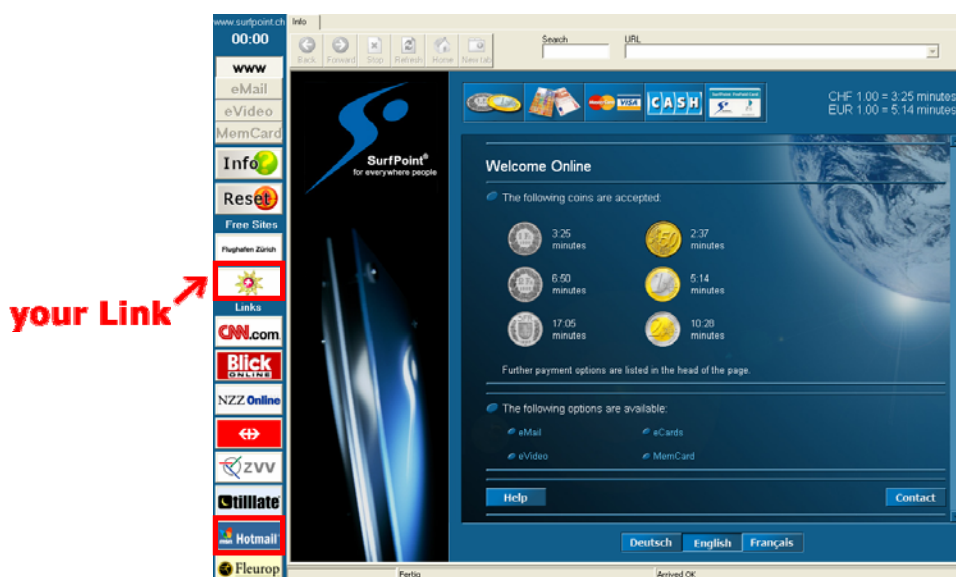 www.surfpoint.ch
00:00
www
eMail
eVideo
MemCard
Info
Reset
Free Sites
Flughafen Zürich
your Link
Links
CNN.com
Blick
ONLINE
NZZ Online
ZVV
tilllate
msn Hotmail
Fleurop
Info
Back Forward Stop Refresh Home New tab
Search
URL
SurfPoint®
for everywhere people
MasterCard VISA CASH
CHF 1.00 = 3:25 minutes
EUR 1.00 = 5:14 minutes
Welcome Online
The following coins are accepted:
3:25 minutes
2:37 minutes
6:50 minutes
5:14 minutes
17:05 minutes
10:28 minutes
Further payment options are listed in the head of the page.
The following options are available:
eMail
eCards
eVideo
MemCard
Help
Contact
Deutsch English Français
Fertig
Arrived OK